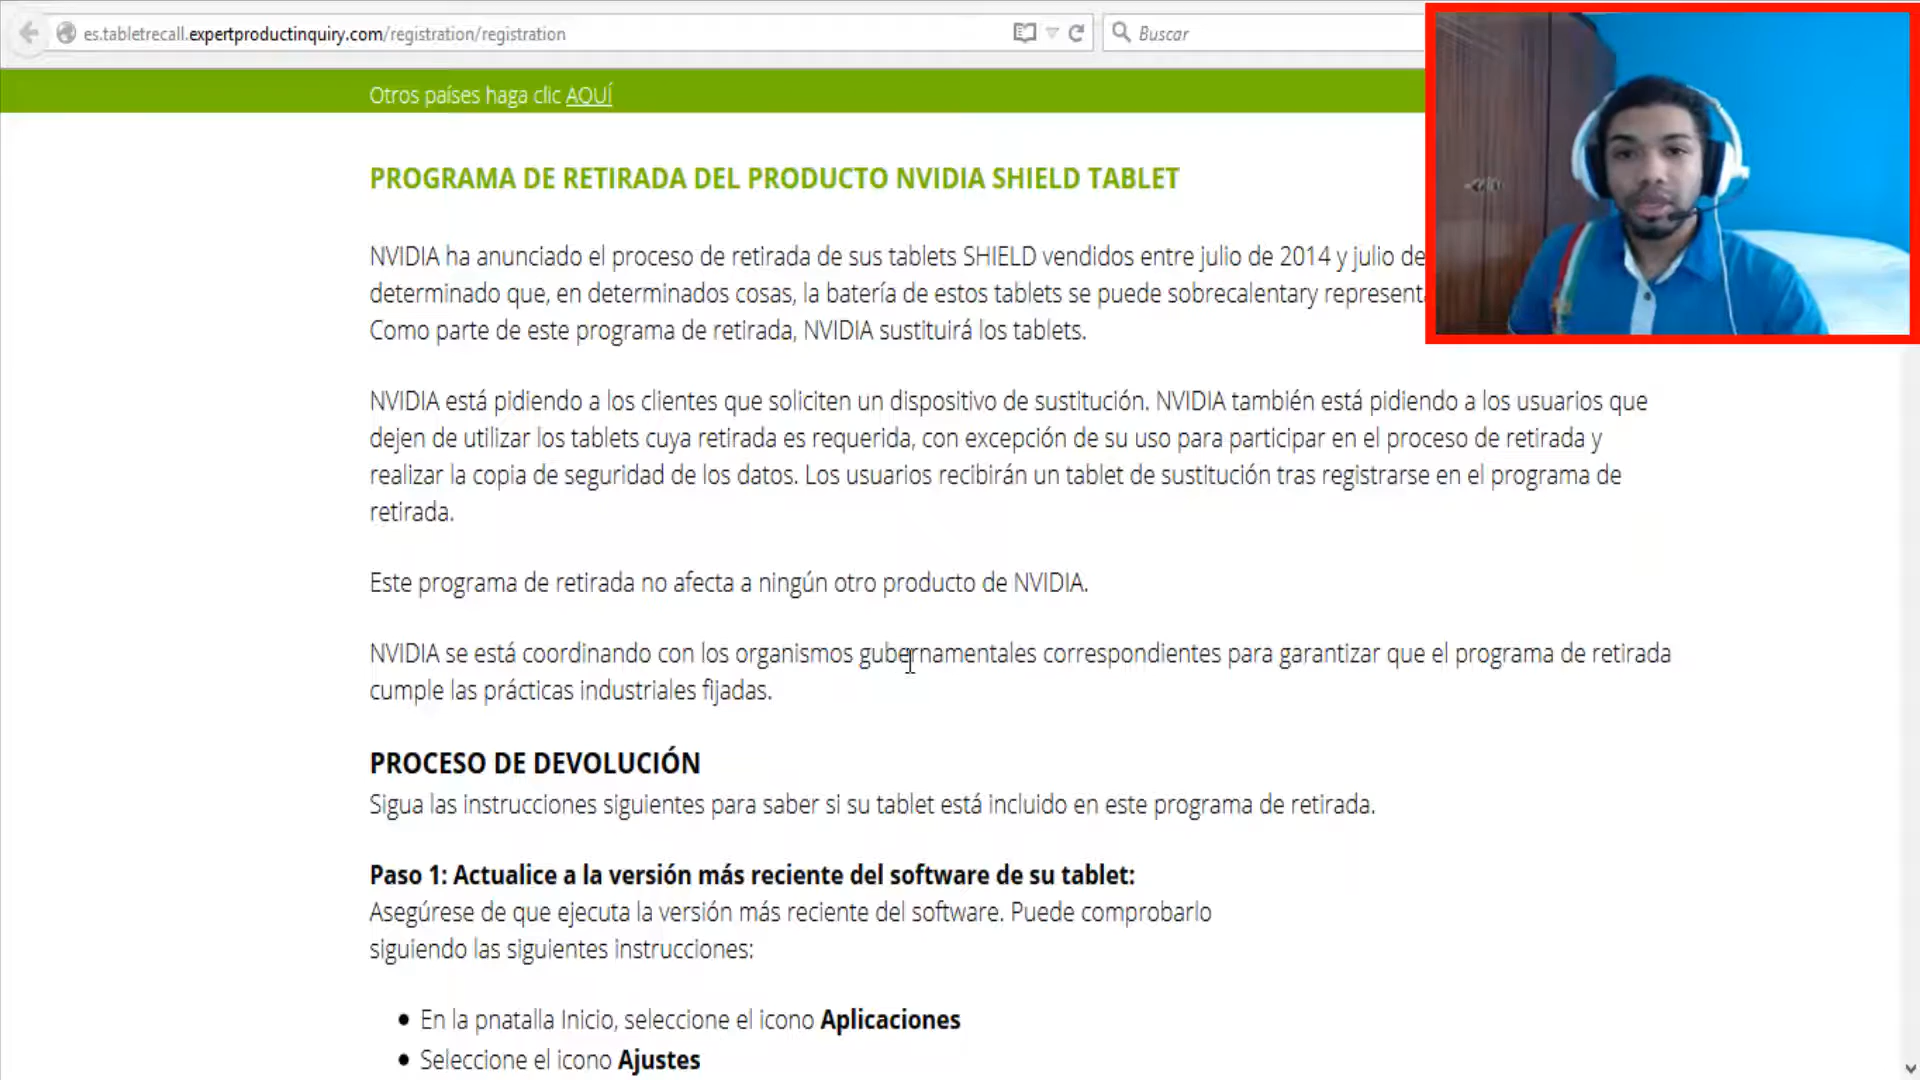 es.tabletrecall.expertproductinquiry.com/registration/registration
Buscar
Otros países haga clic AQUÍ
PROGRAMA DE RETIRADA DEL PRODUCTO NVIDIA SHIELD TABLET
NVIDIA ha anunciado el proceso de retirada de sus tablets SHIELD vendidos entre julio de 2014 y julio de
determinado que, en determinados cosas, la batería de estos tablets se puede sobrecalentary represent
Como parte de este programa de retirada, NVIDIA sustituirá los tablets.
NVIDIA está pidiendo a los clientes que soliciten un dispositivo de sustitución. NVIDIA también está pidiendo a los usuarios que
dejen de utilizar los tablets cuya retirada es requerida, con excepción de su uso para participar en el proceso de retirada y
realizar la copia de seguridad de los datos. Los usuarios recibirán un tablet de sustitución tras registrarse en el programa de
retirada.
Este programa de retirada no afecta a ningún otro producto de NVIDIA.
NVIDIA se está coordinando con los organismos gubernamentales correspondientes para garantizar que el programa de retirada
cumple las prácticas industriales fijadas.
PROCESO DE DEVOLUCIÓN
Sigua las instrucciones siguientes para saber si su tablet está incluido en este programa de retirada.
Paso 1: Actualice a la versión más reciente del software de su tablet:
Asegúrese de que ejecuta la versión más reciente del software. Puede comprobarlo
siguiendo las siguientes instrucciones:
• En la pnatalla Inicio, seleccione el icono Aplicaciones
• Seleccione el icono Ajustes